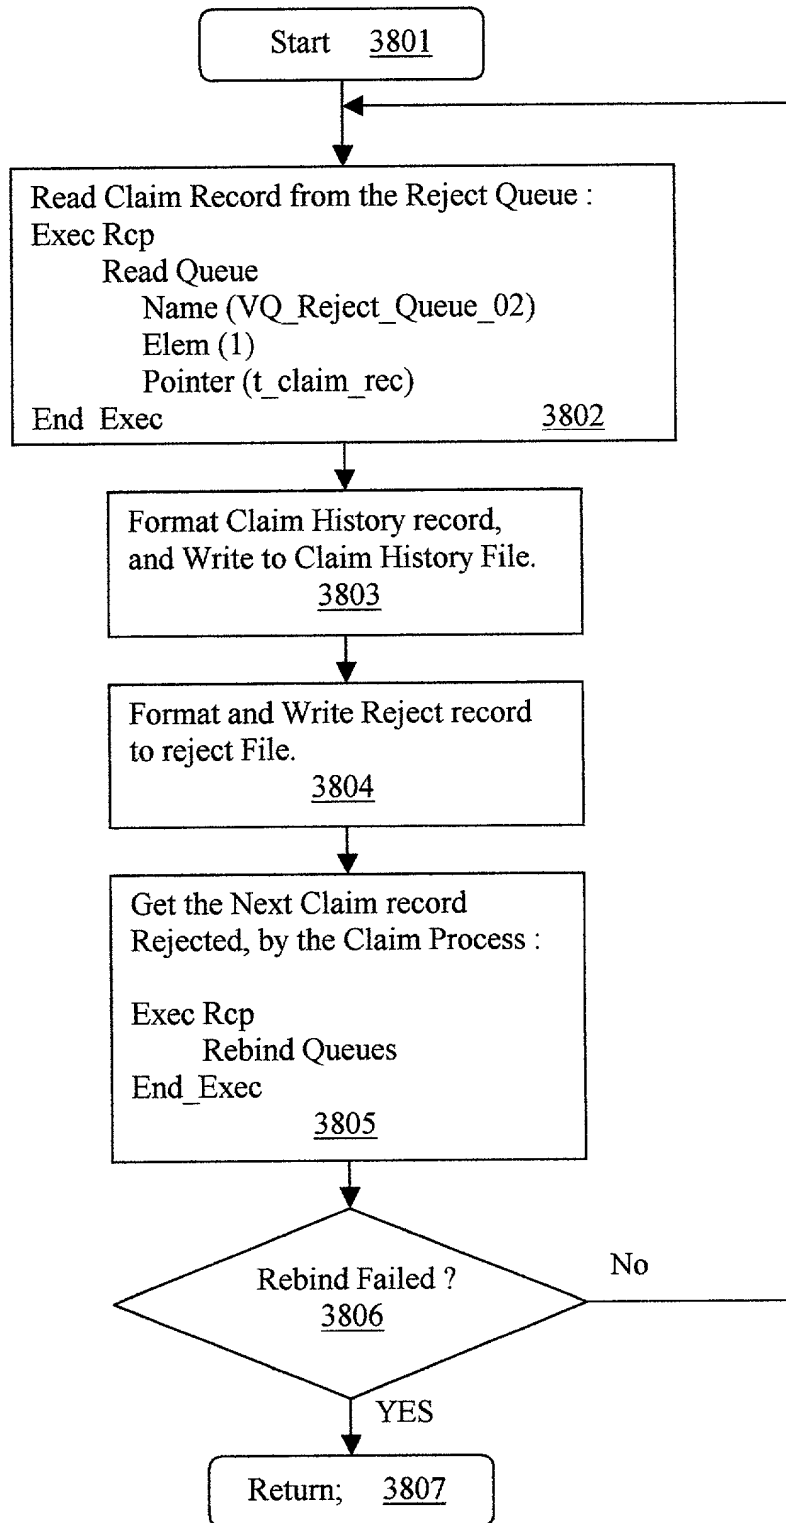 Start 3801
Read Claim Record from the Reject Queue :
Exec Rcp
Read Queue
Name (VQ_Reject_Queue_02)
Elem (1)
Pointer (t_claim_rec)
End Exec 3802
Format Claim History record,
and Write to Claim History File.
3803
Format and Write Reject record
to reject File.
3804
Get the Next Claim record
Rejected, by the Claim Process :
Exec Rcp
Rebind Queues
End_Exec
3805
Rebind Failed ?
3806
No
YES
Return; 3807